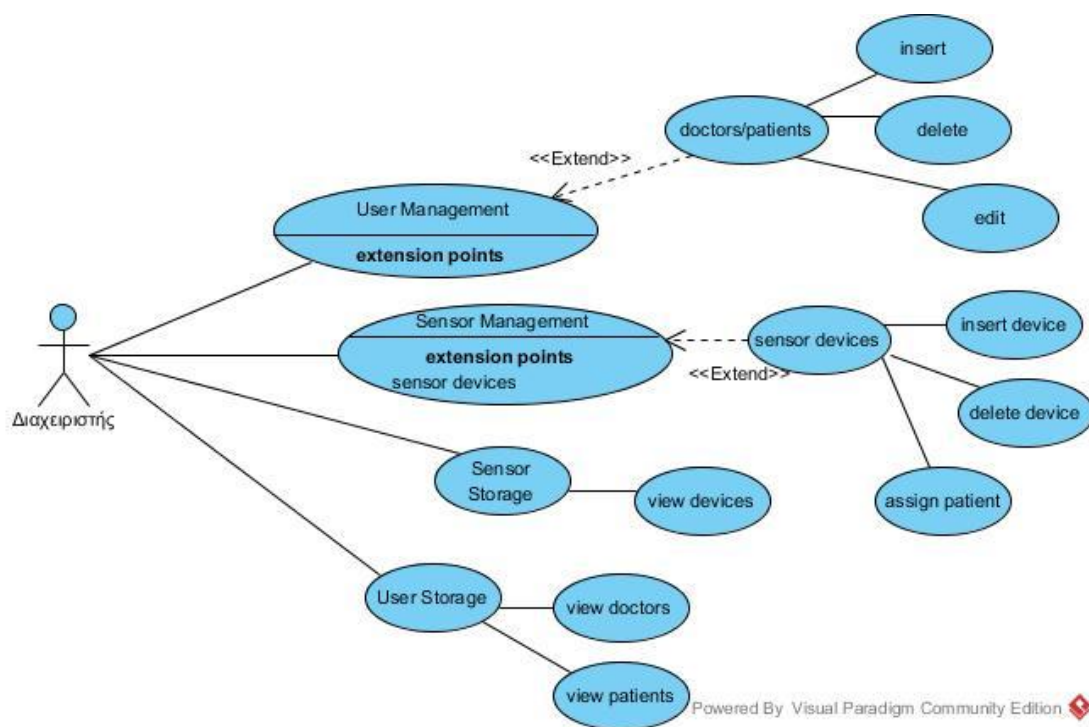 insert
doctors/patients
delete
<<Extend>>
User Management
extension points
edit
Sensor Management
extension points
sensor devices
sensor devices
<<Extend>>
insert device
delete device
Διαχειριστής
Sensor
Storage
view devices
assign patient
User Storage
view doctors
view patients
Powered By Visual Paradigm Community Edition